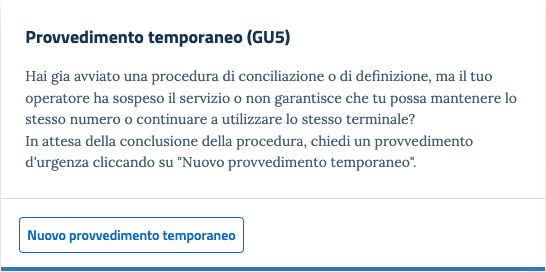 Provvedimento temporaneo (GU5)
Hai gia avviato una procedura di conciliazione o di definizione, ma il tuo
operatore ha sospeso il servizio o non garantisce che tu possa mantenere lo
stesso numero o continuare a utilizzare lo stesso terminale?
In attesa della conclusione della procedura, chiedi un provvedimento
d'urgenza cliccando su "Nuovo provvedimento temporaneo".
Nuovo provvedimento temporaneo